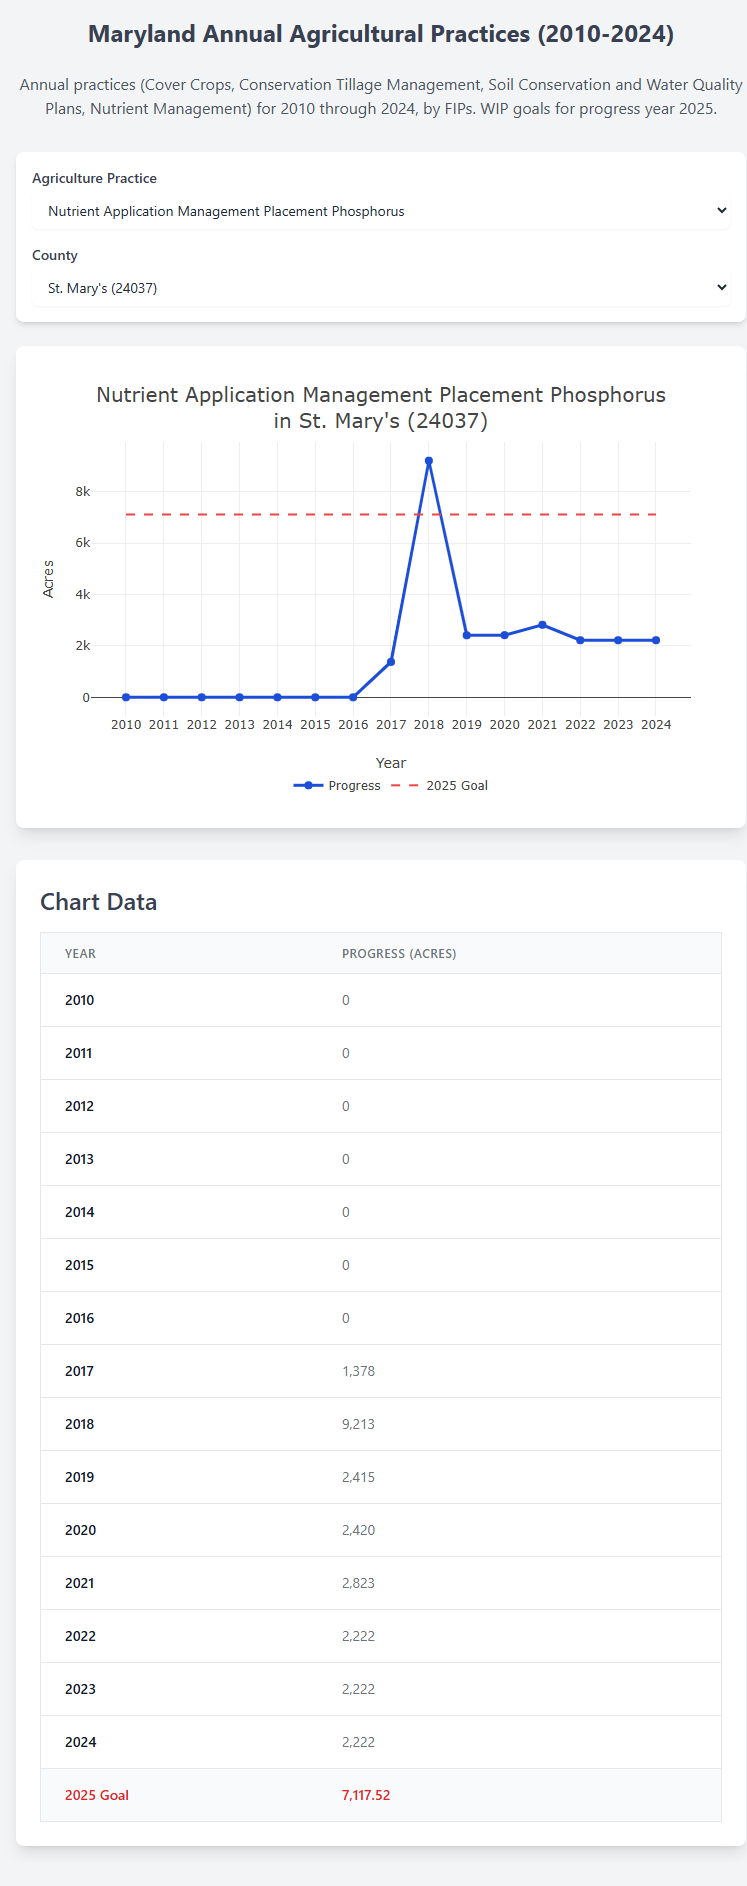 Maryland Annual Agricultural Practices (2010-2024)
Annual practices (Cover Crops, Conservation Tillage Management, Soil Conservation and Water Quality
Plans, Nutrient Management) for 2010 through 2024, by FIPs. WIP goals for progress year 2025.
Agriculture Practice
Nutrient Application Management Placement Phosphorus
County
St. Mary's (24037)
Nutrient Application Management Placement Phosphorus
in St. Mary's (24037)
8k
6k
4k
2k
0
Acres
2010 2011 2012 2013 2014 2015 2016 2017 2018 2019 2020 2021 2022 2023 2024
Year
Progress 2025 Goal
Chart Data
YEAR PROGRESS (ACRES)
2010 0
2011 0
2012 0
2013 0
2014 0
2015 0
2016 0
2017 1,378
2018 9,213
2019 2,415
2020 2,420
2021 2,823
2022 2,222
2023 2,222
2024 2,222
2025 Goal 7,117.52